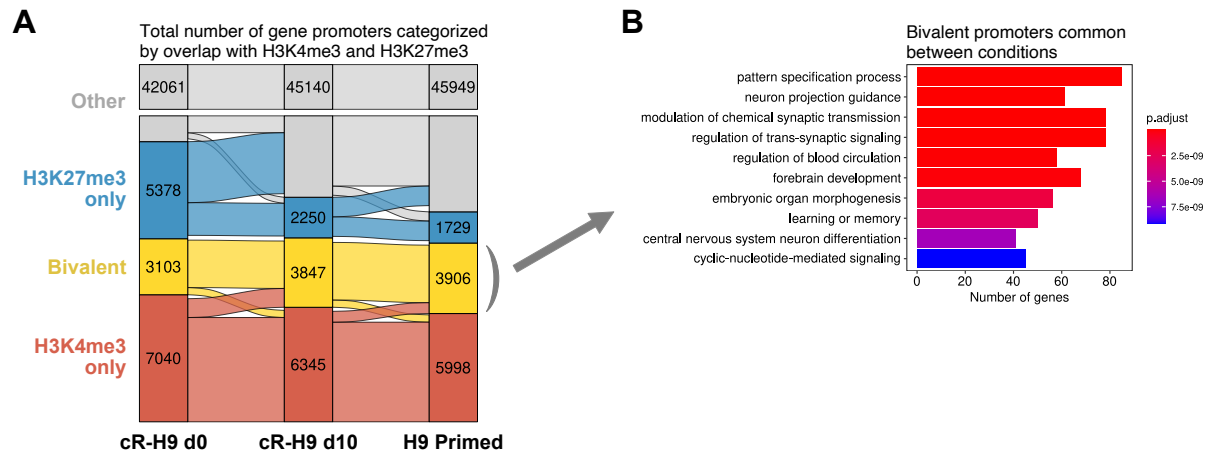 A
Total number of gene promoters categorized
by overlap with H3K4me3 and H3K27me3
Other
42061
45140
45949
H3K27me3
only
5378
2250
1729
Bivalent
3103
3847
3906
H3K4me3
only
7040
6345
5998
cR-H9 d0
cR-H9 d10
H9 Primed
B
Bivalent promoters common
between conditions
pattern specification process
neuron projection guidance
modulation of chemical synaptic transmission
regulation of trans-synaptic signaling
regulation of blood circulation
forebrain development
embryonic organ morphogenesis
learning or memory
central nervous system neuron differentiation
cyclic-nucleotide-mediated signaling
0
20
40
60
80
Number of genes
p.adjust
2.5e-09
5.0e-09
7.5e-09